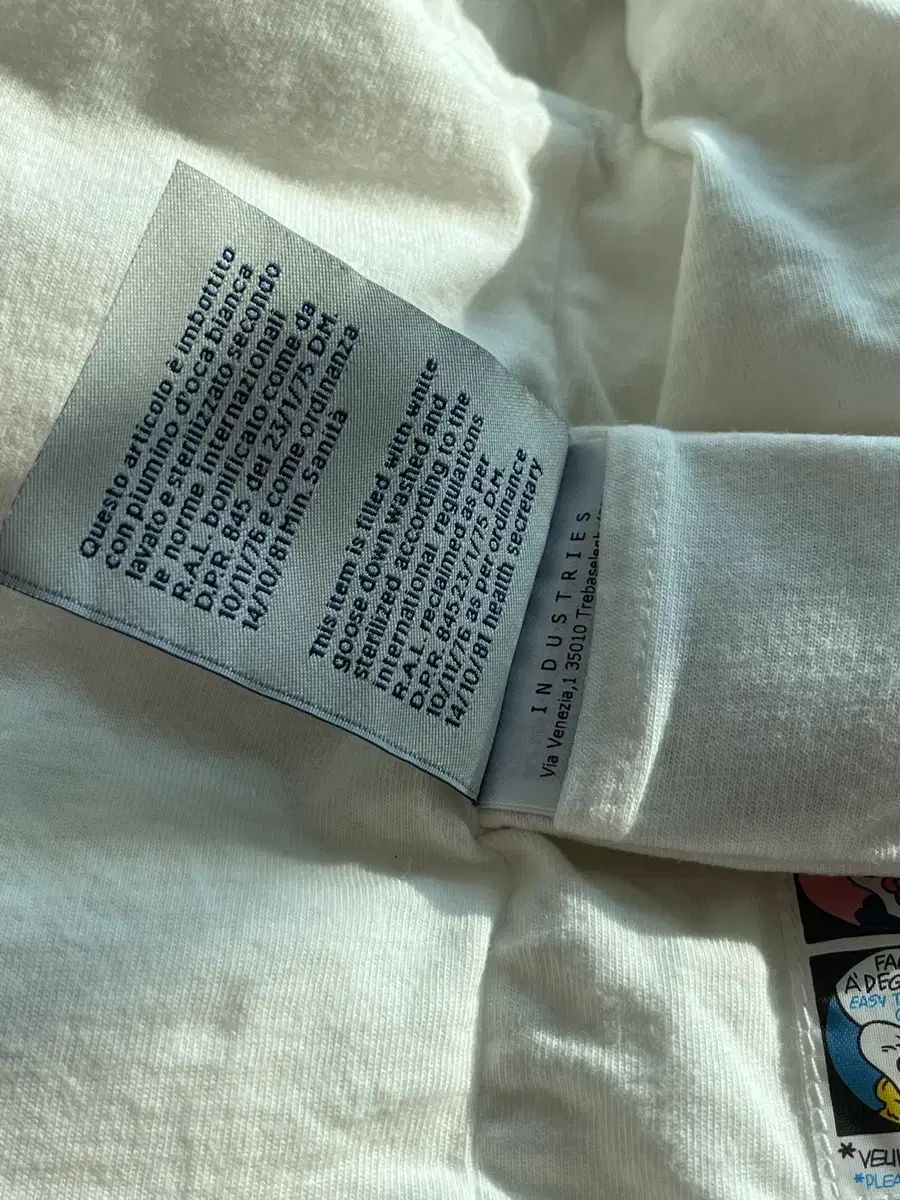 Questo articolo è imbottito
con piumino d'oca bianca
lavato e sterilizzato secondo
le norme internazionali
R.A.L. bonificato come da
D.P.R. 845 del 23/1/75 D.M.
10/11/76 e come ordinanza
14/10/81 Min. Sanità
This item is filled with white
goose down washed and
sterilized according to the
international regulations
R.A.L. reclaimed as per
D.P.R. 845.23/1/75 D.M.
10/11/76 as per ordinance
14/10/81 health secretary
INDUSTRIES
Via Venezia,1 35010
À
EASY